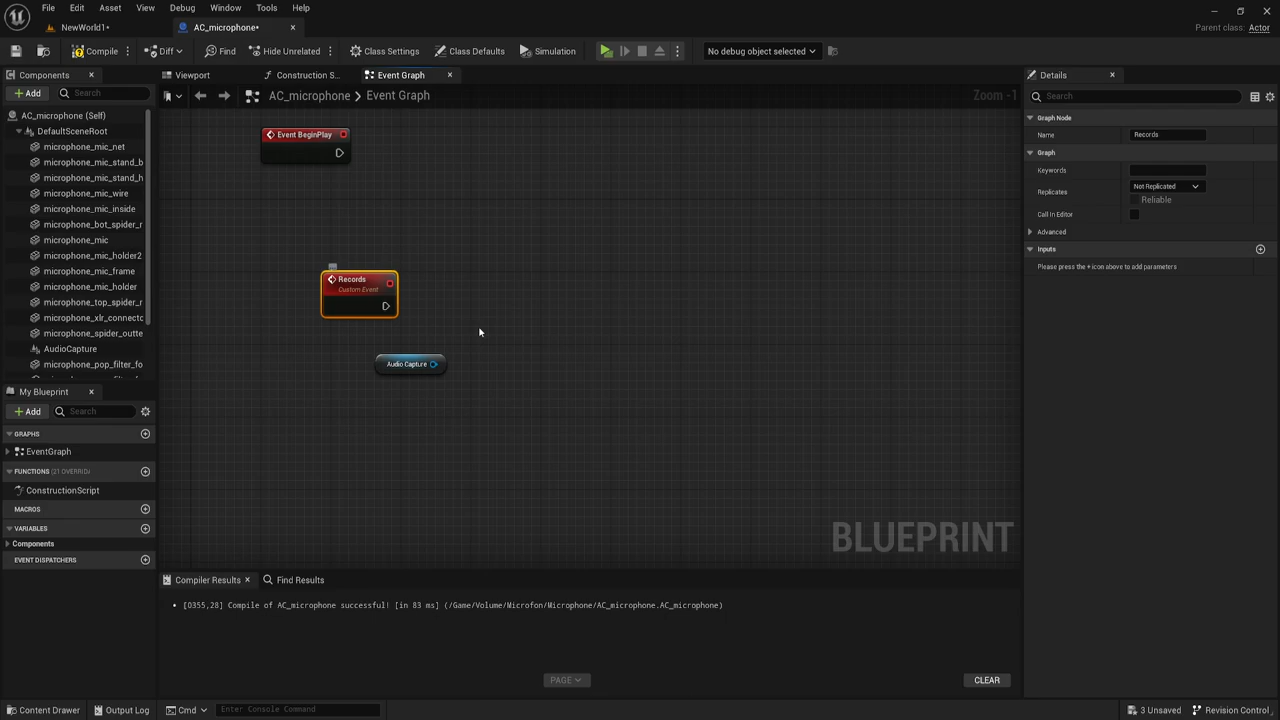 File Edit Asset View Debug Window Tools Help
NewWorld1* AC_microphone*
Parent class: Actor
Compile Diff Find Hide Unrelated Class Settings Class Defaults Simulation No debug object selected
Components
Add Search
AC_microphone (Self)
DefaultSceneRoot
microphone_mic_net
microphone_mic_stand_b
microphone_mic_stand_h
microphone_mic_wire
microphone_mic_inside
microphone_bot_spider_r
microphone_mic
microphone_mic_holder2
microphone_mic_frame
microphone_mic_holder
microphone_top_spider_r
microphone_xlr_connecto
microphone_spider_oute
AudioCapture
microphone_pop_filter_fo
My Blueprint
Add Search
GRAPHS
EventGraph
FUNCTIONS (21 OVERRIDA
ConstructionScript
MACROS
VARIABLES
Components
EVENT DISPATCHERS
Viewport Construction S... Event Graph
AC_microphone > Event Graph Zoom -1
Event BeginPlay
Records
Custom Event
Audio Capture
BLUEPRINT
Compiler Results Find Results
[0355,28] Compile of AC_microphone successful! [in 83 ms] (/Game/Volume/Microfon/Microphone/AC_microphone.AC_microphone)
PAGE CLEAR
Details
Search
Graph Node
Name Records
Graph
Keywords
Replicates Not Replicated
Reliable
Call In Editor
Advanced
Inputs
Please press the + icon above to add parameters
Content Drawer Output Log Cmd Enter Console Command 3 Unsaved Revision Control